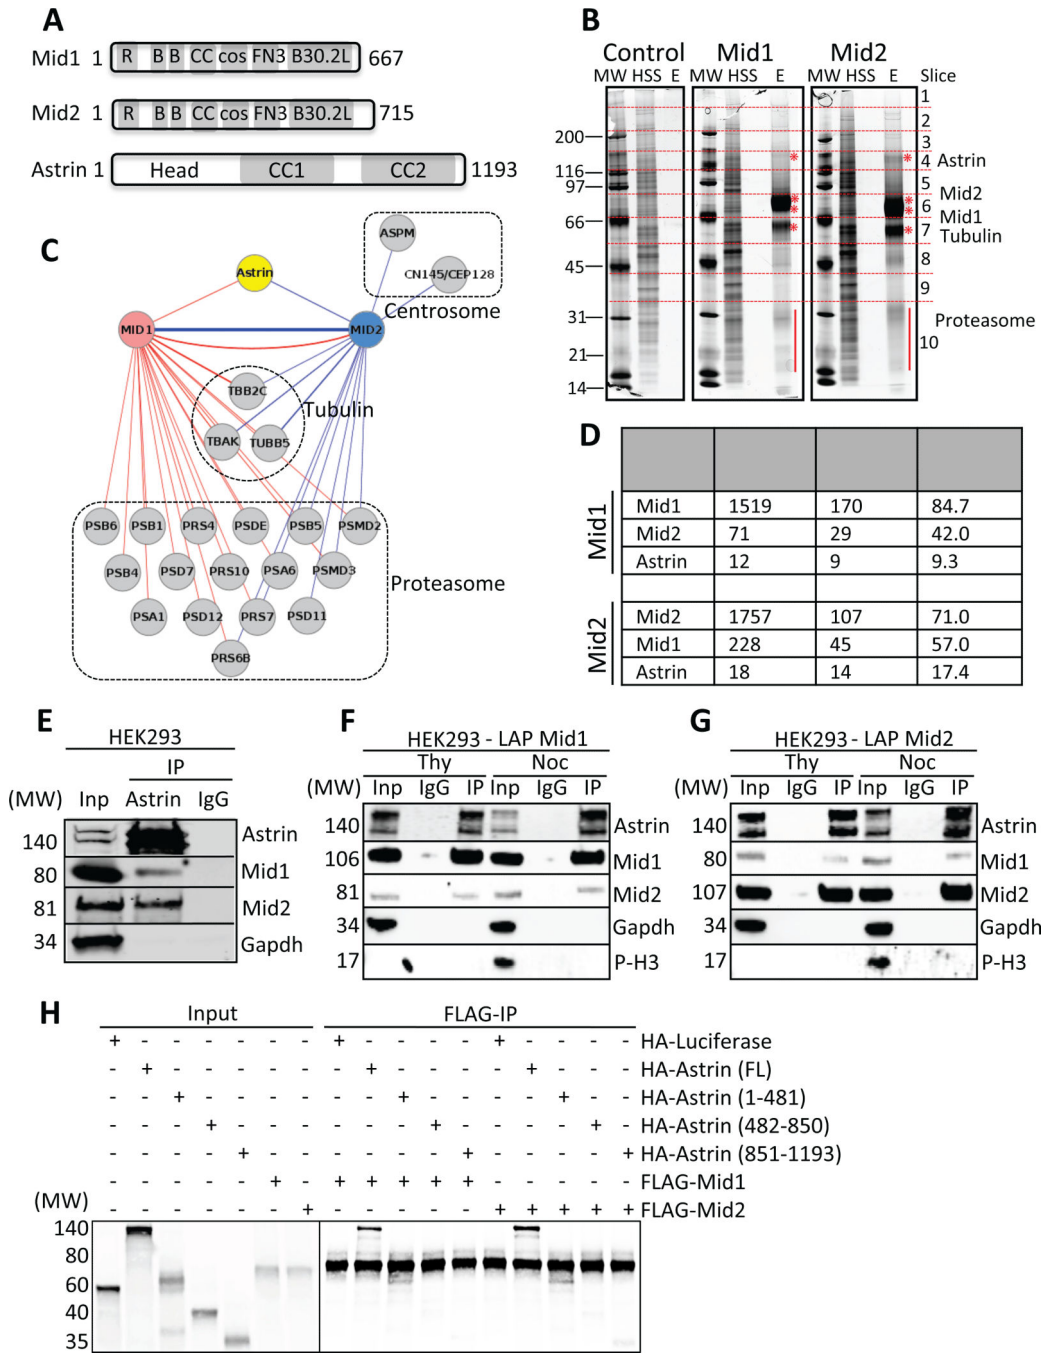 A
Mid1 1 R B B CC cos FN3 B30.2L 667
Mid2 1 R B B CC cos FN3 B30.2L 715
Astrin 1 Head CC1 CC2 1193
B
Control Mid1 Mid2
MW HSS E MW HSS E MW HSS E Slice
1
2
3
4 Astrin
5
Mid2
6
Mid1
7 Tubulin
8
9
Proteasome
10
200
116
97
66
45
31
21
14
* * * *
* * * *
C
ASPM
Astrin
CN145/CEP128
Centrosome
MID1 MID2
TBB2C
Tubulin
TBAK TUBB5
PSB6 PSB1 PRS4 PSDE PSB5 PSMD2
PSB4 PSD7 PRS10 PSA6 PSMD3
Proteasome
PSA1 PSD12 PRS7 PSD11
PRS6B
D
Mid1
Mid1 1519 170 84.7
Mid2 71 29 42.0
Astrin 12 9 9.3
Mid2
Mid2 1757 107 71.0
Mid1 228 45 57.0
Astrin 18 14 17.4
E
HEK293
IP
(MW) Inp Astrin IgG
140 Astrin
80 Mid1
81 Mid2
34 Gapdh
F
HEK293 - LAP Mid1
Thy Noc
(MW) Inp IgG IP Inp IgG IP
140 Astrin
106 Mid1
81 Mid2
34 Gapdh
17 P-H3
G
HEK293 - LAP Mid2
Thy Noc
(MW) Inp IgG IP Inp IgG IP
140 Astrin
80 Mid1
107 Mid2
34 Gapdh
17 P-H3
H
Input FLAG-IP
+ - - - - - - + - - - - + - - - - HA-Luciferase
- + - - - - - - + - - - - + - - - HA-Astrin (FL)
- - + - - - - - - + - - - - + - - HA-Astrin (1-481)
- - - + - - - - - - + - - - - + - HA-Astrin (482-850)
- - - - + - - - - - - + - - - - + HA-Astrin (851-1193)
- - - - - + - + + + + + - - - - - FLAG-Mid1
- - - - - - + - - - - - + + + + + FLAG-Mid2
(MW)
140
80
60
40
35